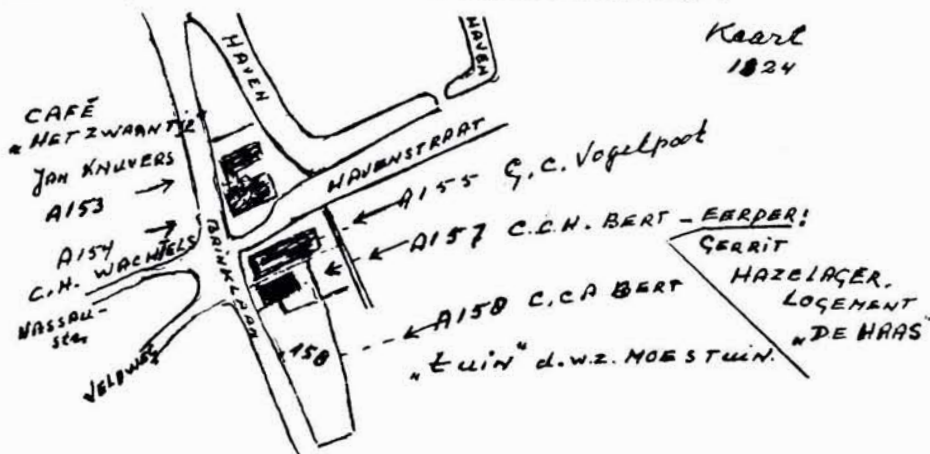 Kaart
1824
HAVEN
HAVEN
CAFÉ
„HET ZWAANTJE"
JAN KNUVERS
A153
A154
C.H. WACHTELS
NASSAU-
STR
VELDWEG
BRINKLAAN
HAVENSTRAAT
A155 G.C. Vogelpoot
A157 C.C.H. BERT - EERDER!
GERRIT
HAZELAGER.
LOGEMENT
„DE HAAS"
A158 C.CA BERT
„tuin" d.w.z. MOESTUIN.
158